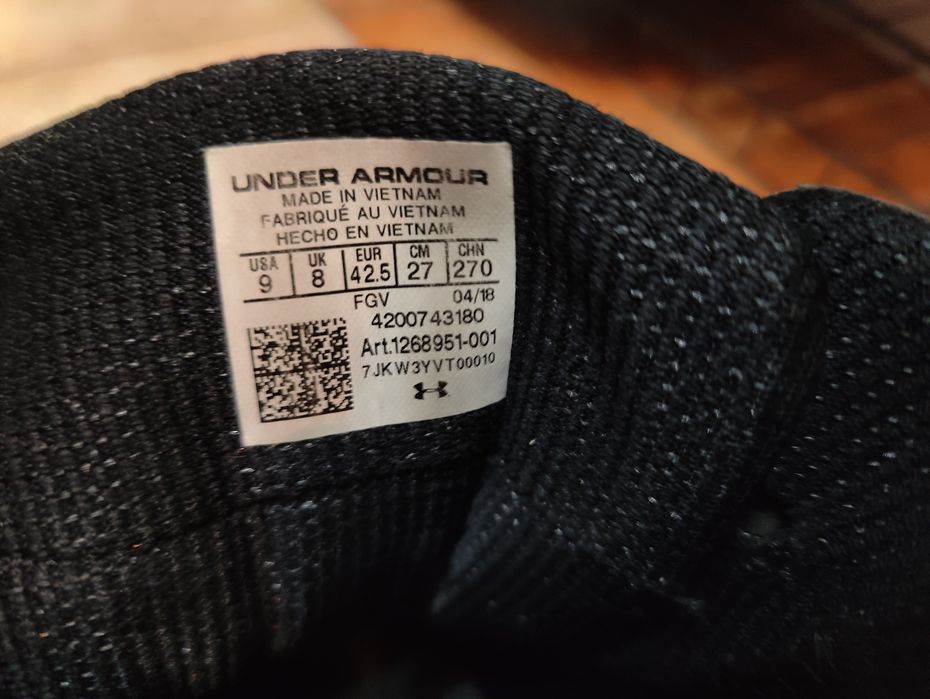 UNDER ARMOUR
MADE IN VIETNAM
FABRIQUÉ AU VIETNAM
HECHO EN VIETNAM
USA UK EUR CM CHN
9 8 42.5 27 270
FGV 04/18
4200743180
Art.1268951-001
7JKW3YVT00010